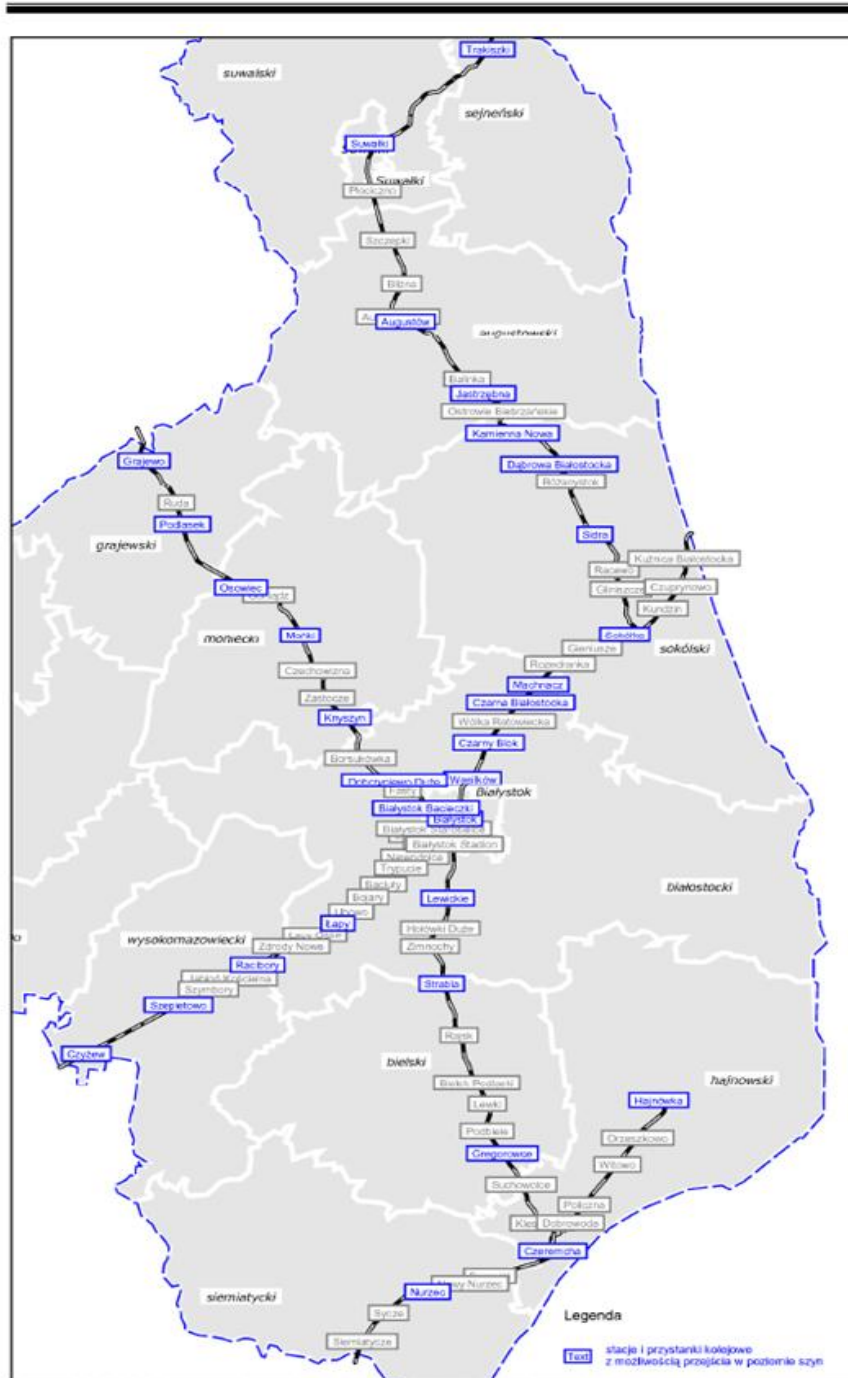 Trakiszki
suwalski
sejneński
Suwałki
Suwałki
Płociczno
Szczepki
Blizna
Augustów
augustowski
Balinka
Jastrzębna
Ostrowie Biebrzańskie
Kamienna Nowa
Grajewo
Dąbrowa Białostocka
Różanystok
Ruda
Podlasek
grajewski
Sidra
Kuźnica Białostocka
Racewo
Osowiec
Gliniszcze
Czuprynowo
Kundzin
Mońki
Sokółka
moniecki
Gieniusze
sokólski
Czechowizna
Machnacz
Zastocze
Czarna Białostocka
Knyszyn
Wólka Ratowiecka
Czarny Blok
Borsukówka
Dobrzyniewo Duże
Wasilków
Fasty
Białystok
Białystok Bacieczki
Białystok
Białystok Stadion
Niewodnica
Trypucie
Baciuty
białostocki
Bojary
Lewickie
Uhowo
Łapy
Hołówki Duże
wysokomazowiecki
Zdrody Nowe
Zimnochy
Racibory
Strabla
Szymbory
Szepietowo
Rajsk
Czyżew
bielski
hajnowski
Bielsk Podlaski
Hajnówka
Lewki
Podbiele
Orzeszkowo
Gregorowce
Witowo
Suchowolce
Policzna
Dobrowoda
Czeremcha
Nowy Nurzec
Nurzec
siemiatycki
Sycze
Legenda
Siemiatycze
Text
stacje i przystanki kolejowe
z możliwością przejścia w poziomie szyn